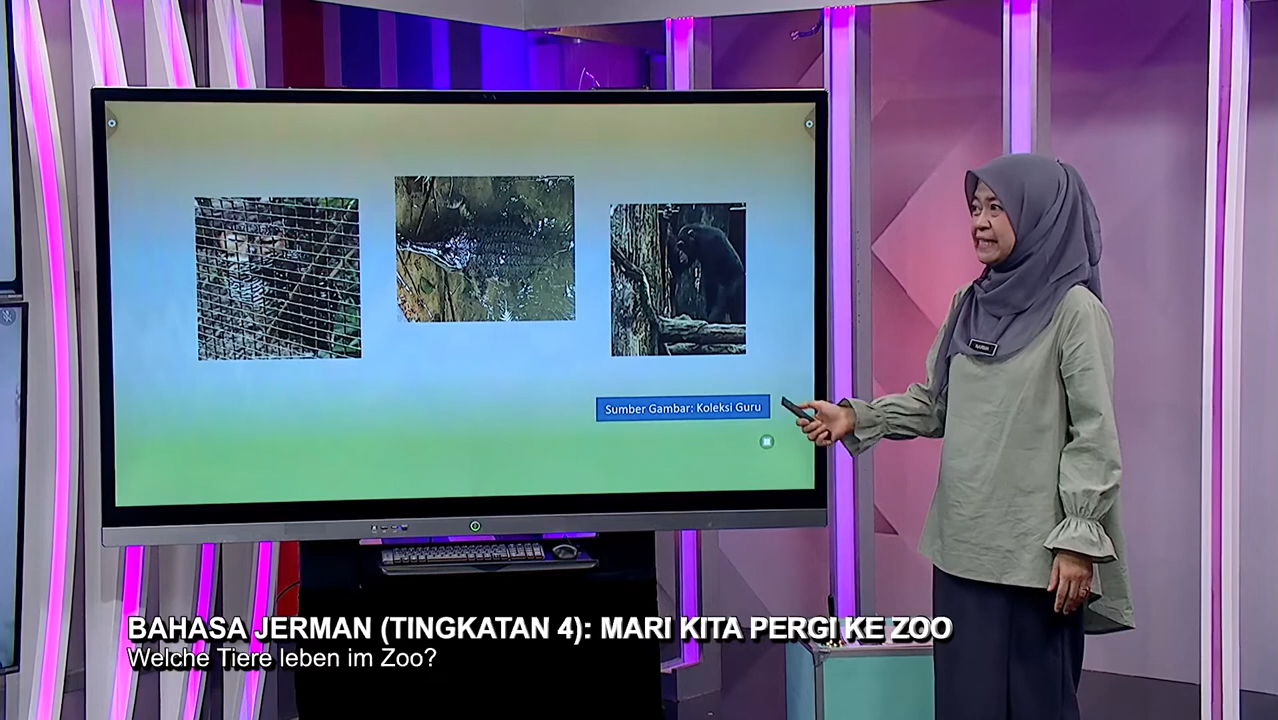 Sumber Gambar: Koleksi Guru
BAHASA JERMAN (TINGKATAN 4): MARI KITA PERGI KE ZOO
Welche Tiere leben im Zoo?